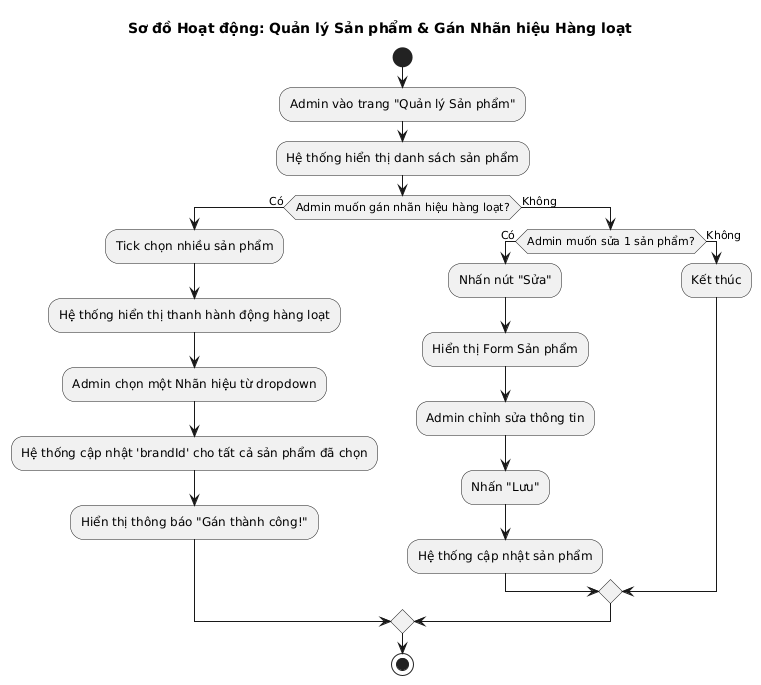 Sơ đồ Hoạt động: Quản lý Sản phẩm & Gán Nhãn hiệu Hàng loạt
Admin vào trang "Quản lý Sản phẩm"
Hệ thống hiển thị danh sách sản phẩm
Admin muốn gán nhãn hiệu hàng loạt?
Có
Không
Tick chọn nhiều sản phẩm
Hệ thống hiển thị thanh hành động hàng loạt
Admin chọn một Nhãn hiệu từ dropdown
Hệ thống cập nhật 'brandId' cho tất cả sản phẩm đã chọn
Hiển thị thông báo "Gán thành công!"
Admin muốn sửa 1 sản phẩm?
Có
Không
Nhấn nút "Sửa"
Hiển thị Form Sản phẩm
Admin chỉnh sửa thông tin
Nhấn "Lưu"
Hệ thống cập nhật sản phẩm
Kết thúc